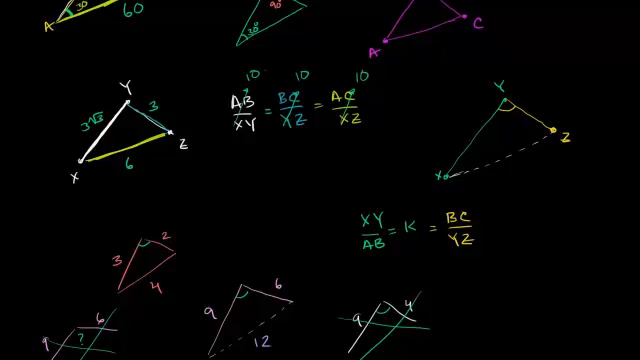 A 30 60
90° 30°
A C
Y 3√3 3 Z X 6
10 10 10
AB/XY = BC/YZ = AC/XZ
Y Z X
XY/AB = K = BC/YZ
3 2 4
9 6 12
9 6 ?
9 4